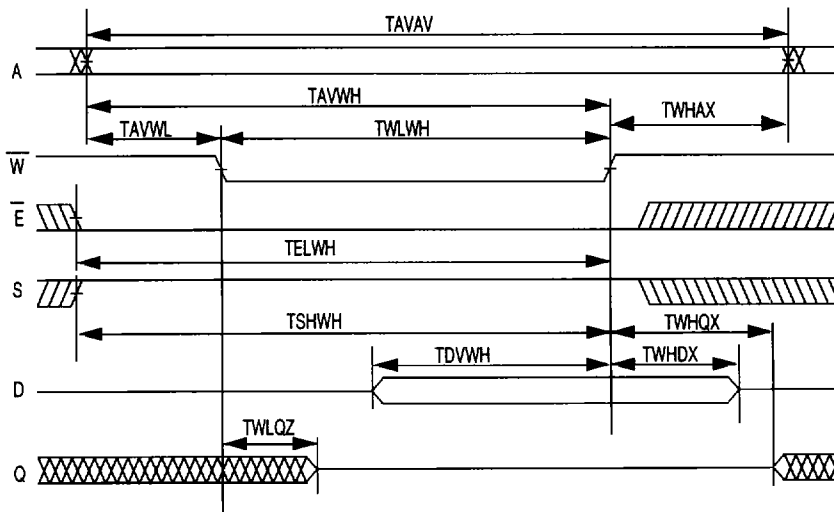 TAVAV
A
TAVWH
TWHAX
TAVWL
TWLWH
W̅
E̅
TELWH
S
TSHWH
TWHQX
TDVWH
TWHDX
D
TWLQZ
Q